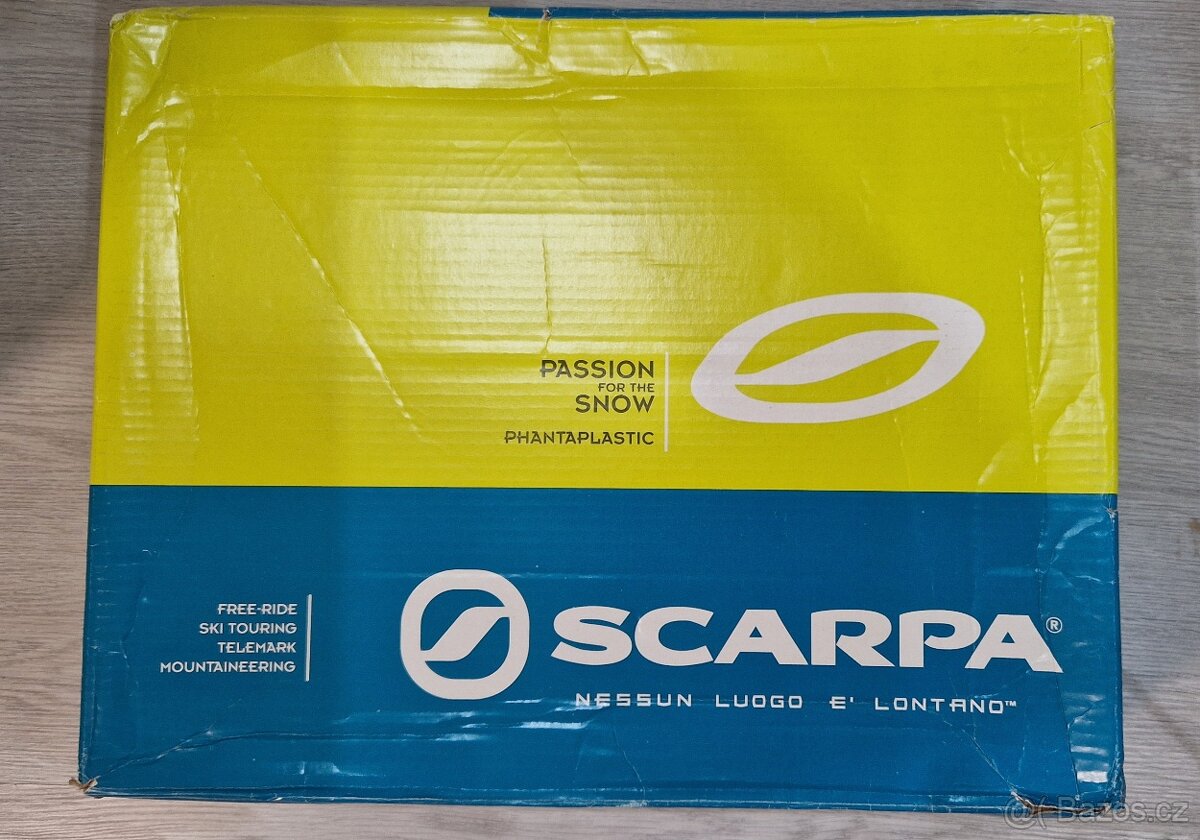 PASSION
FOR THE
SNOW
PHANTAPLASTIC
FREE-RIDE
SKI TOURING
TELEMARK
MOUNTAINEERING
SCARPA®
NESSUN LUOGO E' LONTANO™
@( Bazos.cz